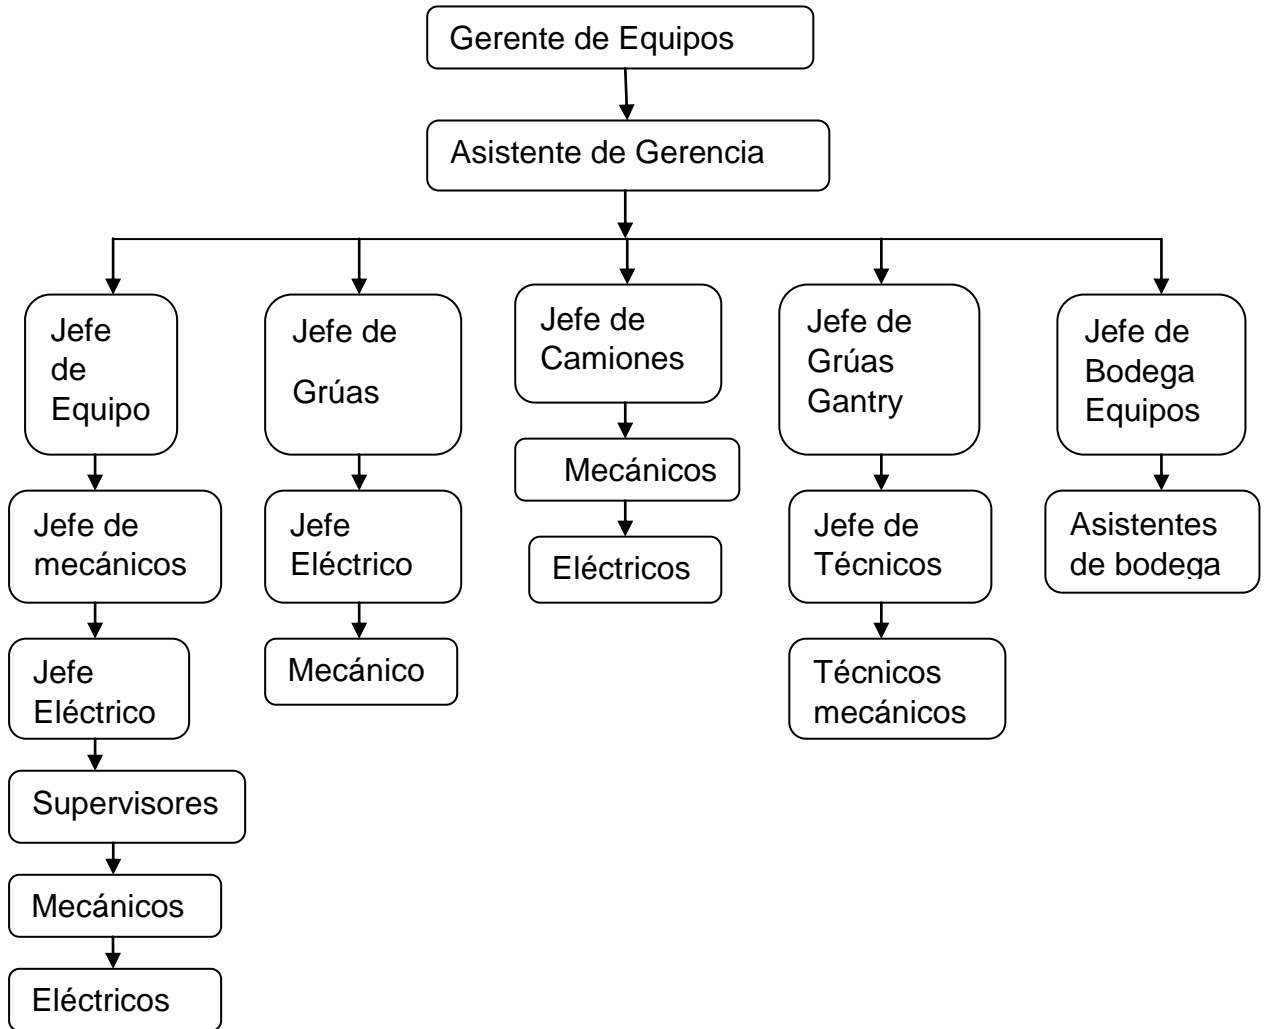 Gerente de Equipos
Asistente de Gerencia
Jefe
de
Equipo
Jefe de
Grúas
Jefe de
Camiones
Jefe de
Grúas
Gantry
Jefe de
Bodega
Equipos
Jefe de
mecánicos
Jefe
Eléctrico
Mecánicos
Jefe de
Técnicos
Asistentes
de bodega
Eléctricos
Jefe
Eléctrico
Mecánico
Técnicos
mecánicos
Supervisores
Mecánicos
Eléctricos